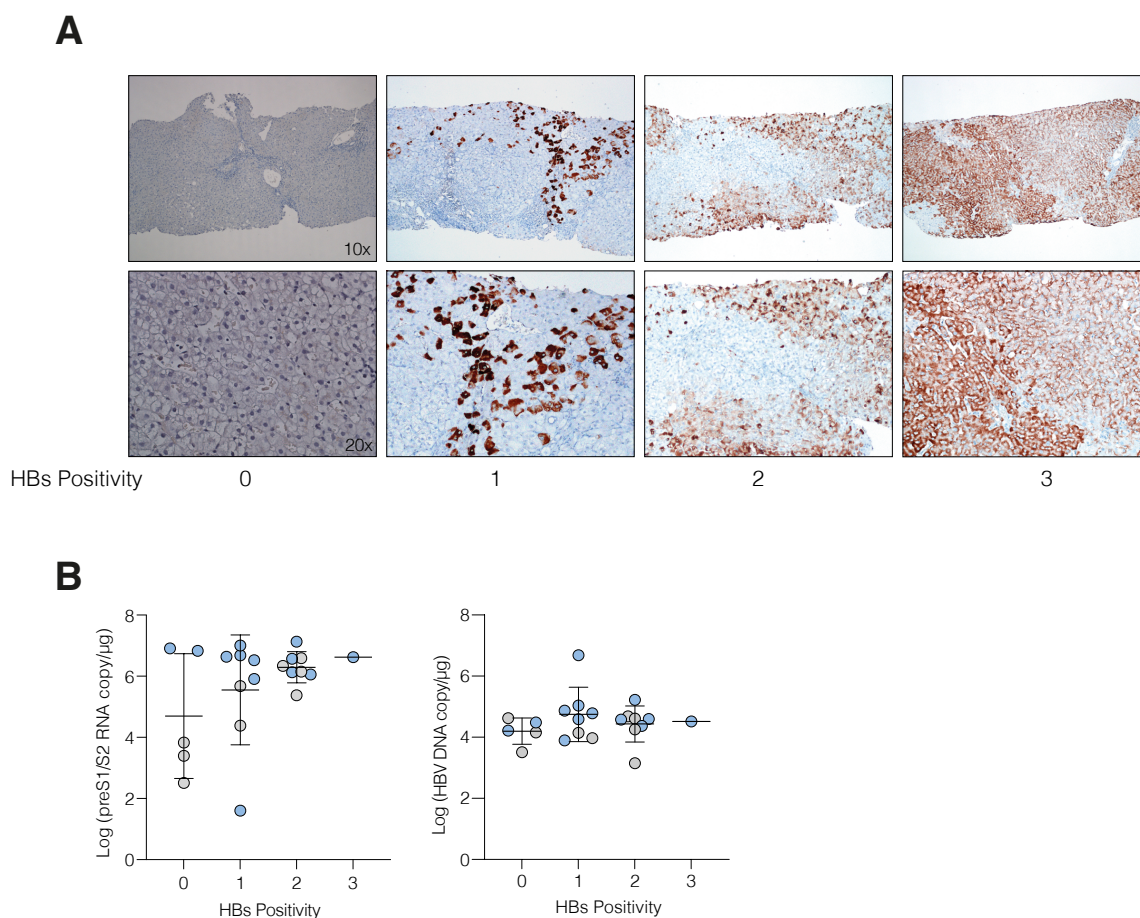 A
10x
20x
HBs Positivity 0 1 2 3
B
Log (preS1/S2 RNA copy/µg)
8
6
4
2
0
0 1 2 3
HBs Positivity
Log (HBV DNA copy/µg)
8
6
4
2
0
0 1 2 3
HBs Positivity